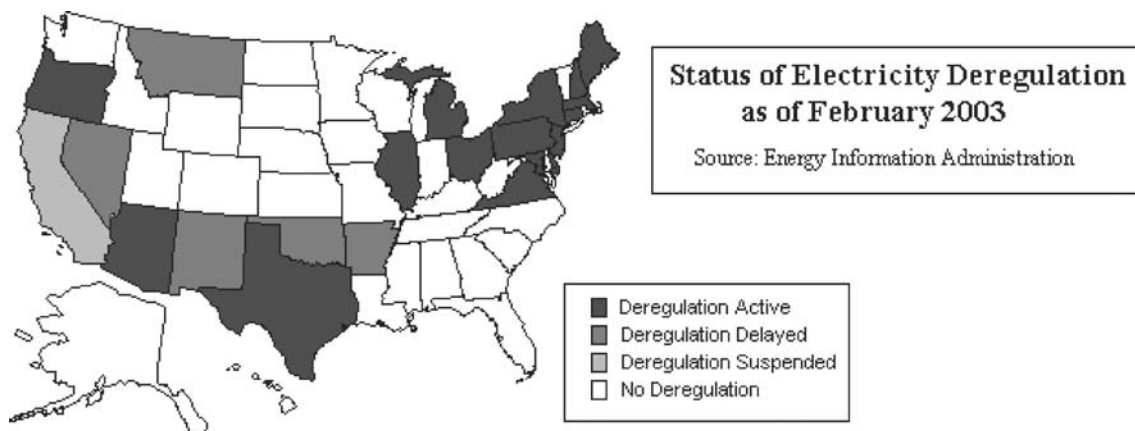 Status of Electricity Deregulation
as of February 2003
Source: Energy Information Administration
Deregulation Active
Deregulation Delayed
Deregulation Suspended
No Deregulation